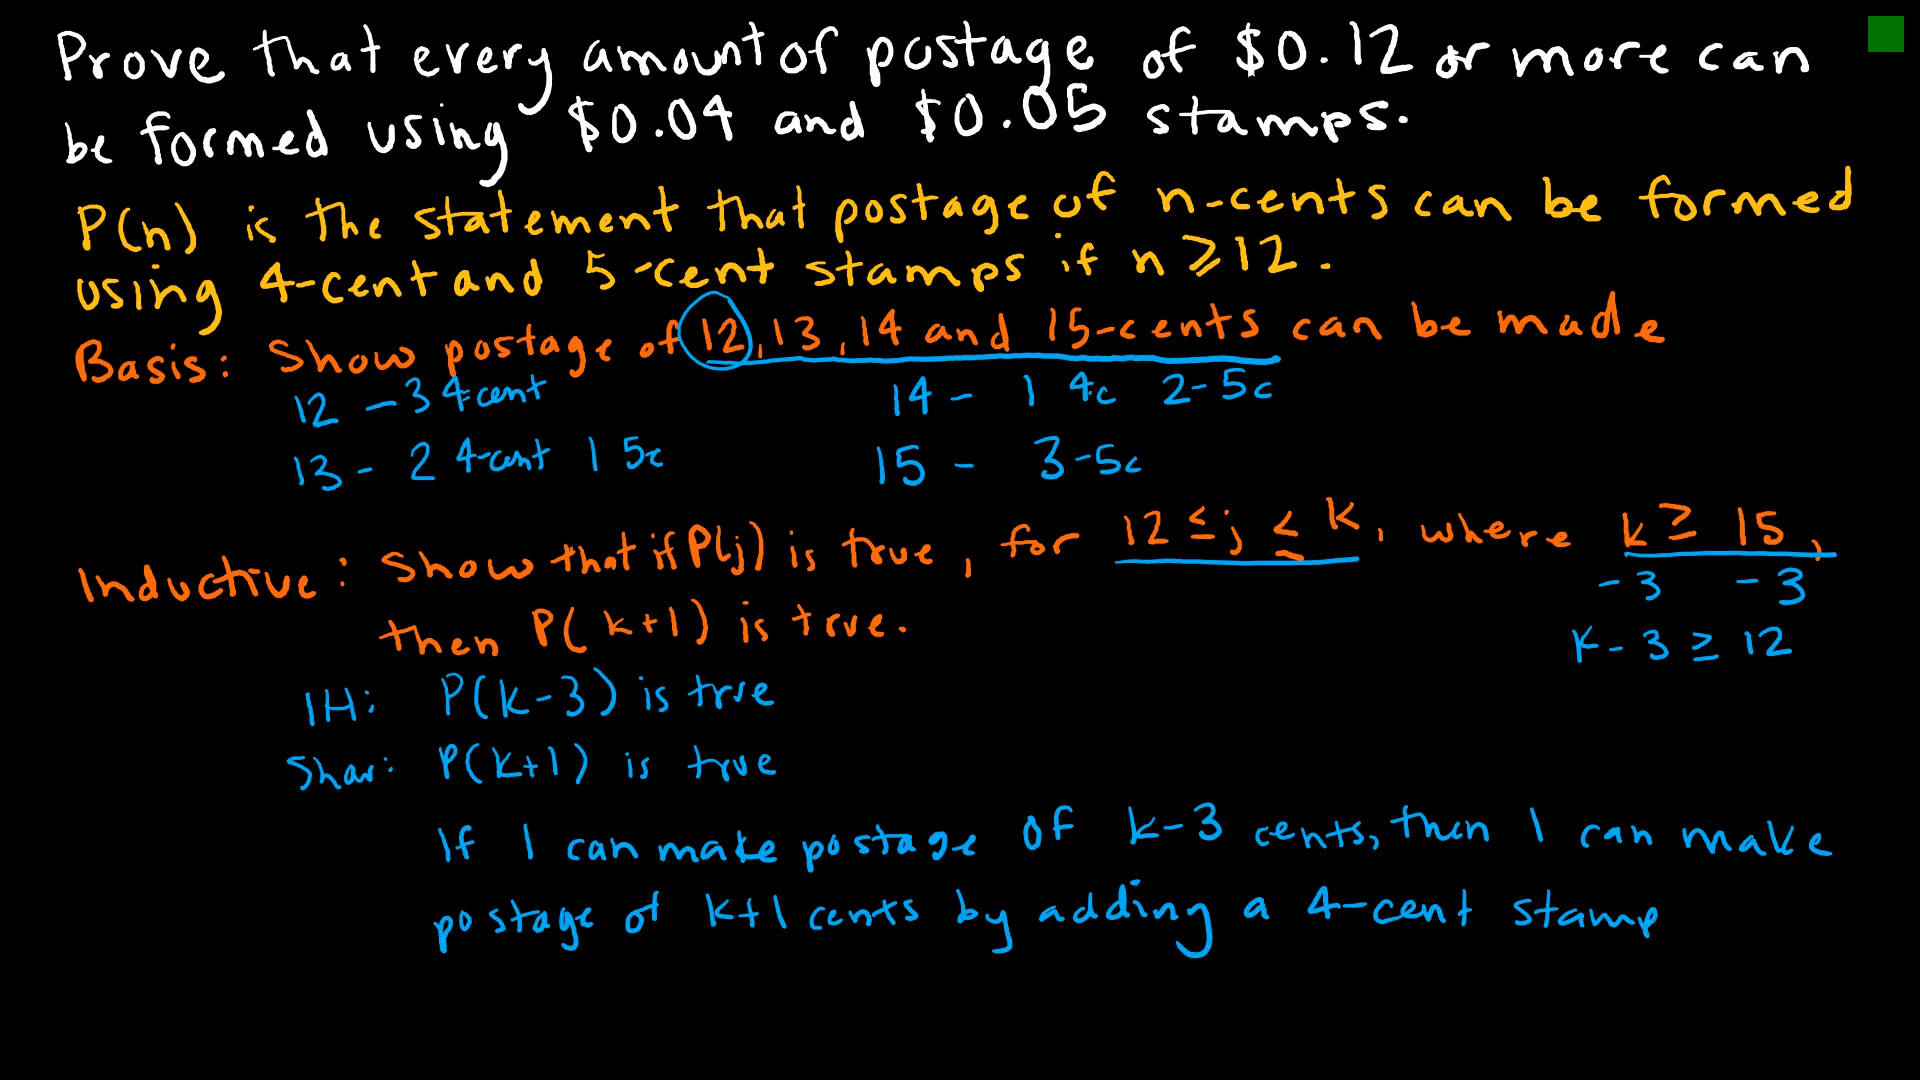 Prove that every amount of postage of $0.12 or more can
be formed using $0.04 and $0.05 stamps.
P(n) is the statement that postage of n-cents can be formed
using 4-cent and 5-cent stamps if n ≥ 12.
Basis: Show postage of 12, 13, 14 and 15-cents can be made
12 - 3 4-cent 14 - 1 4c 2-5c
13 - 2 4-cent 1 5c 15 - 3-5c
Inductive: Show that if P(j) is true, for 12 ≤ j ≤ k, where k ≥ 15,
-3 -3
then P(k+1) is true.
k-3 ≥ 12
IH: P(k-3) is true
Show: P(k+1) is true
If I can make postage of k-3 cents, then I can make
postage of k+1 cents by adding a 4-cent stamp